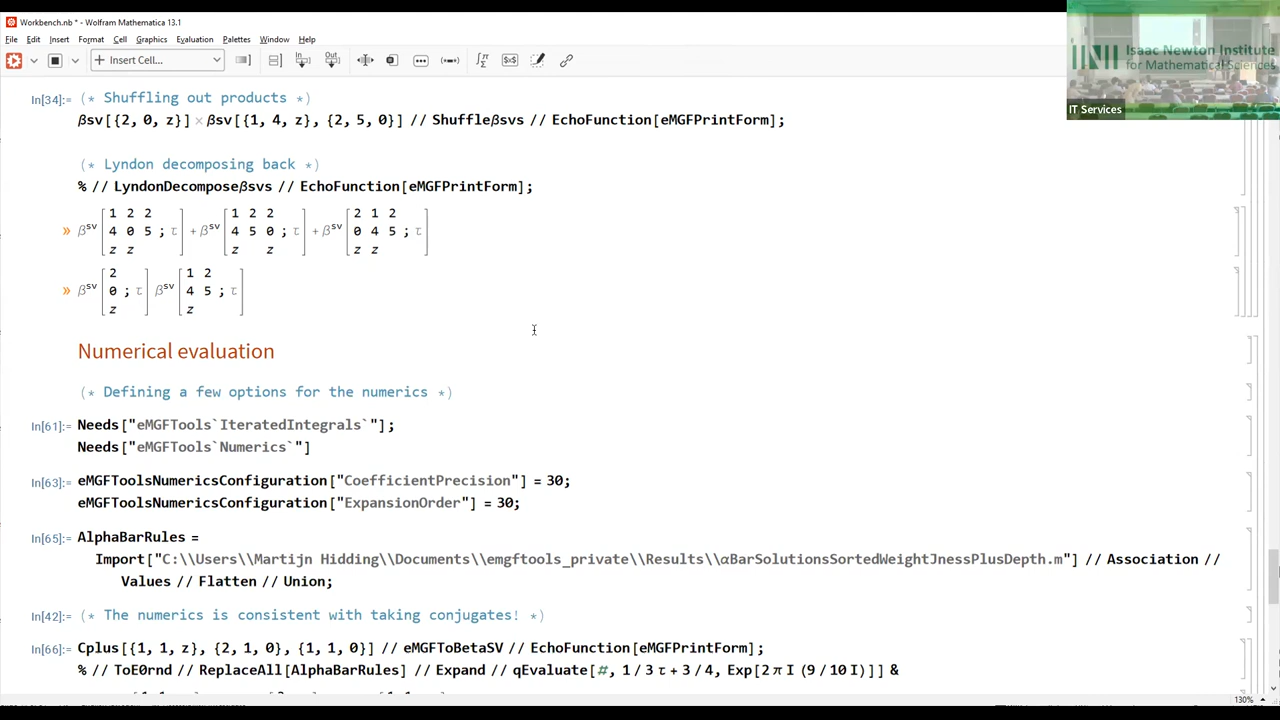 Workbench.nb * - Wolfram Mathematica 13.1
File Edit Insert Format Cell Graphics Evaluation Palettes Window Help
Insert Cell...
Isaac Newton Institute
for Mathematical Sciences
IT Services
In[34]:= (* Shuffling out products *)
βsv[{2, 0, z}] × βsv[{1, 4, z}, {2, 5, 0}] // Shuffleβsvs // EchoFunction[eMGFPrintForm];
(* Lyndon decomposing back *)
% // LyndonDecomposeβsvs // EchoFunction[eMGFPrintForm];
» β^sv [1 2 2 / 4 0 5 / z z ; τ] + β^sv [1 2 2 / 4 5 0 / z   z ; τ] + β^sv [2 1 2 / 0 4 5 / z z ; τ]
» β^sv [2 / 0 / z ; τ] β^sv [1 2 / 4 5 / z ; τ]
Numerical evaluation
(* Defining a few options for the numerics *)
In[61]:= Needs["eMGFTools`IteratedIntegrals`"];
Needs["eMGFTools`Numerics`"]
In[63]:= eMGFToolsNumericsConfiguration["CoefficientPrecision"] = 30;
eMGFToolsNumericsConfiguration["ExpansionOrder"] = 30;
In[65]:= AlphaBarRules =
Import["C:\\Users\\Martijn Hidding\\Documents\\emgftools_private\\Results\\αBarSolutionsSortedWeightJnessPlusDepth.m"] // Association //
Values // Flatten // Union;
In[42]:= (* The numerics is consistent with taking conjugates! *)
In[66]:= Cplus[{1, 1, z}, {2, 1, 0}, {1, 1, 0}] // eMGFToBetaSV // EchoFunction[eMGFPrintForm];
% // ToE0rnd // ReplaceAll[AlphaBarRules] // Expand // qEvaluate[#, 1 / 3 τ + 3 / 4, Exp[2 π I (9 / 10 I)]] &
130%